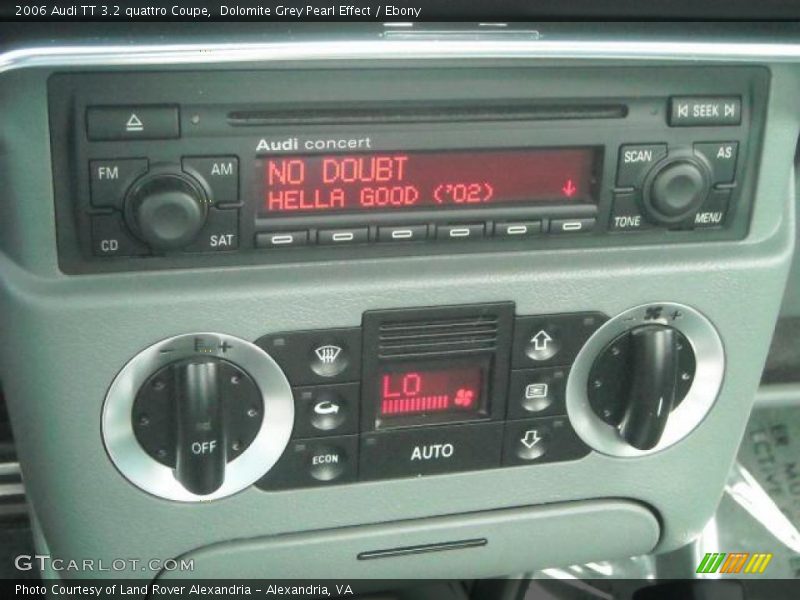 2006 Audi TT 3.2 quattro Coupe,  Dolomite Grey Pearl Effect / Ebony
SEEK
Audi concert
FM
AM
NO DOUBT
HELLA GOOD ('02)
SCAN
AS
CD
SAT
TONE
MENU
- E +
- +
LO
OFF
ECON
AUTO
GTCARLOT.COM
Photo Courtesy of Land Rover Alexandria - Alexandria, VA